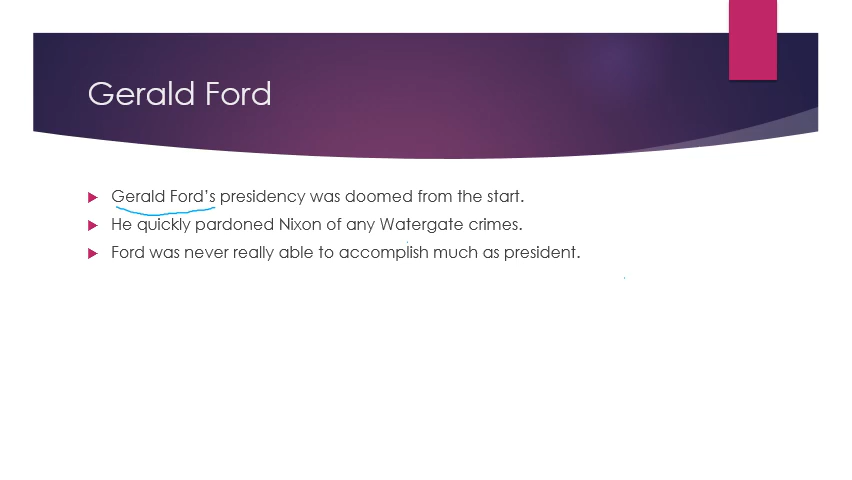 Gerald Ford
Gerald Ford’s presidency was doomed from the start.
He quickly pardoned Nixon of any Watergate crimes.
Ford was never really able to accomplish much as president.